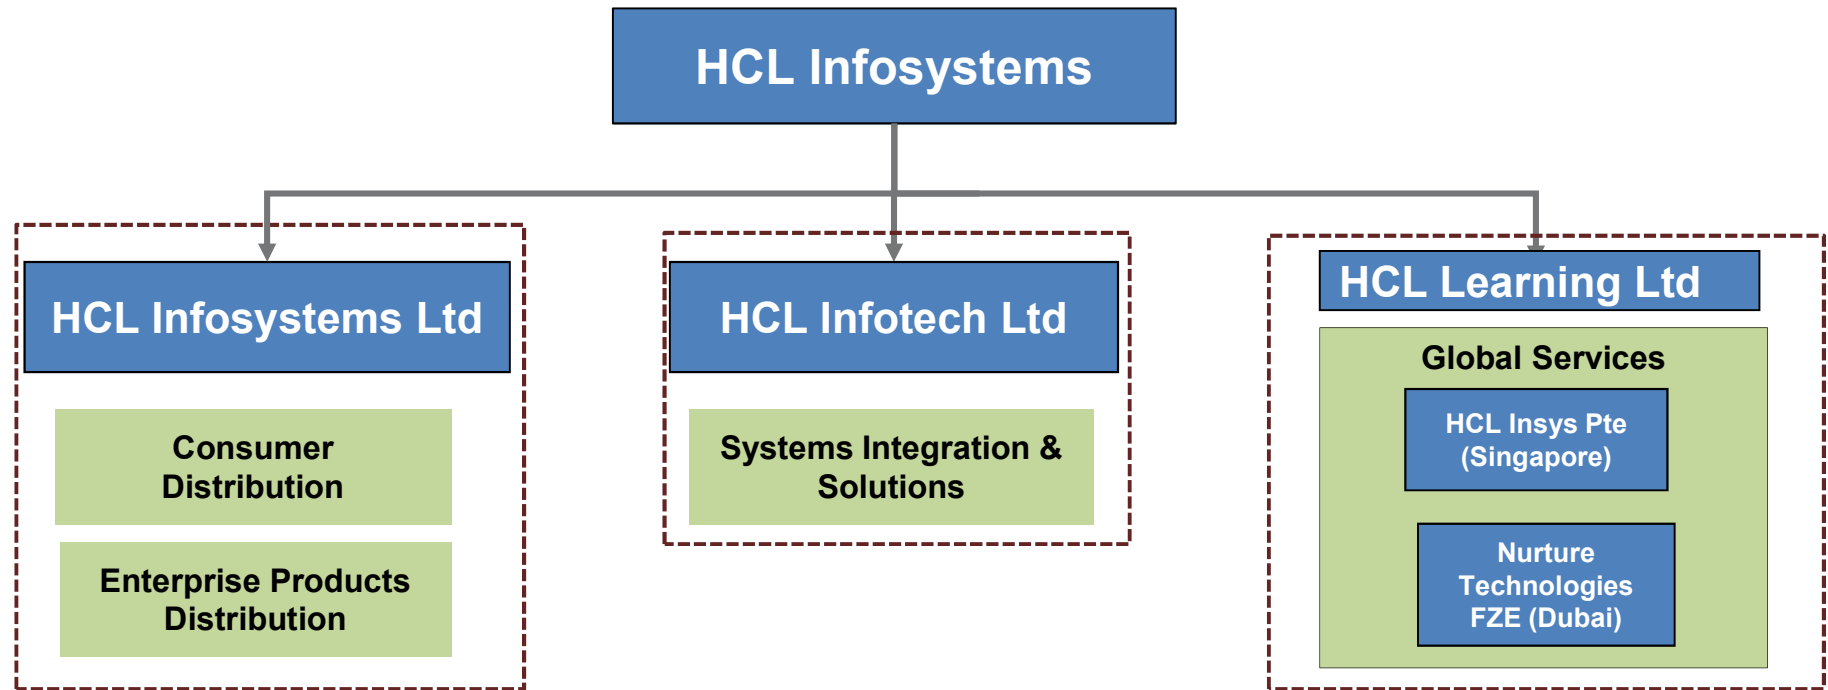 HCL Infosystems
HCL Infosystems Ltd
Consumer
Distribution
Enterprise Products
Distribution
HCL Infotech Ltd
Systems Integration &
Solutions
HCL Learning Ltd
Global Services
HCL Insys Pte
(Singapore)
Nurture
Technologies
FZE (Dubai)